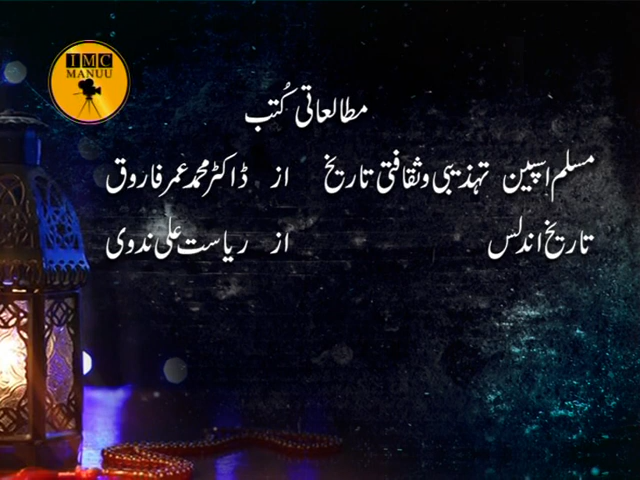 IMC
MANUU
مطالعاتی کُتب
مسلم اسپین تہذیبی و ثقافتی تاریخ از ڈاکٹر محمد عمر فاروق
تاریخ اندلس از ریاست علی ندوی